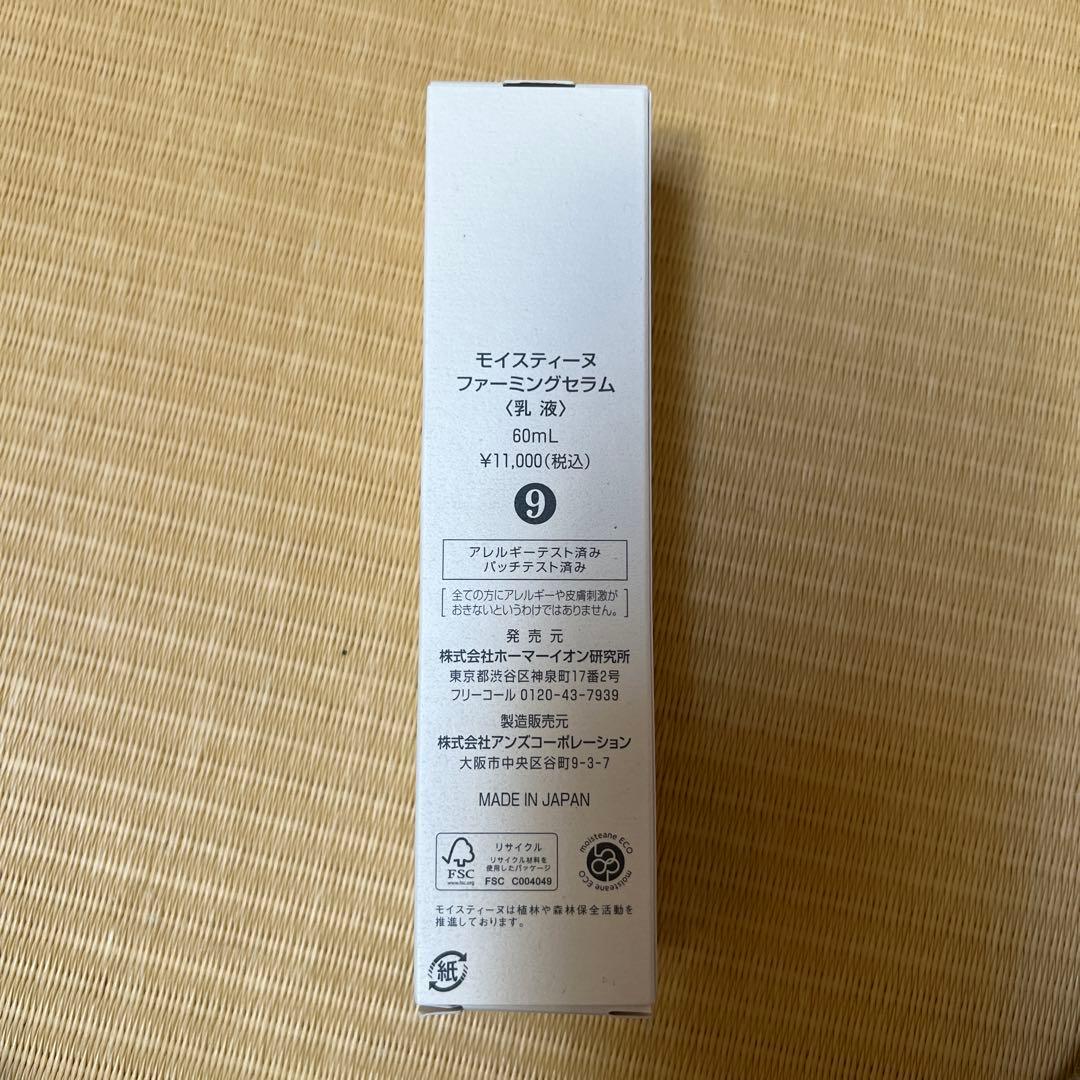 モイスティーヌ
ファーミングセラム
〈乳 液〉
60mL
¥11,000(税込)
9
アレルギーテスト済み
パッチテスト済み
全ての方にアレルギーや皮膚刺激が
おきないというわけではありません。
発 売 元
株式会社ホーマーイオン研究所
東京都渋谷区神泉町17番2号
フリーコール 0120-43-7939
製造販売元
株式会社アンズコーポレーション
大阪市中央区谷町9-3-7
MADE IN JAPAN
リサイクル
リサイクル材料を
使用したパッケージ
FSC
www.fsc.org
FSC C004049
moisteane ECO
moisteane ECO
モイスティーヌは植林や森林保全活動を
推進しております。
紙